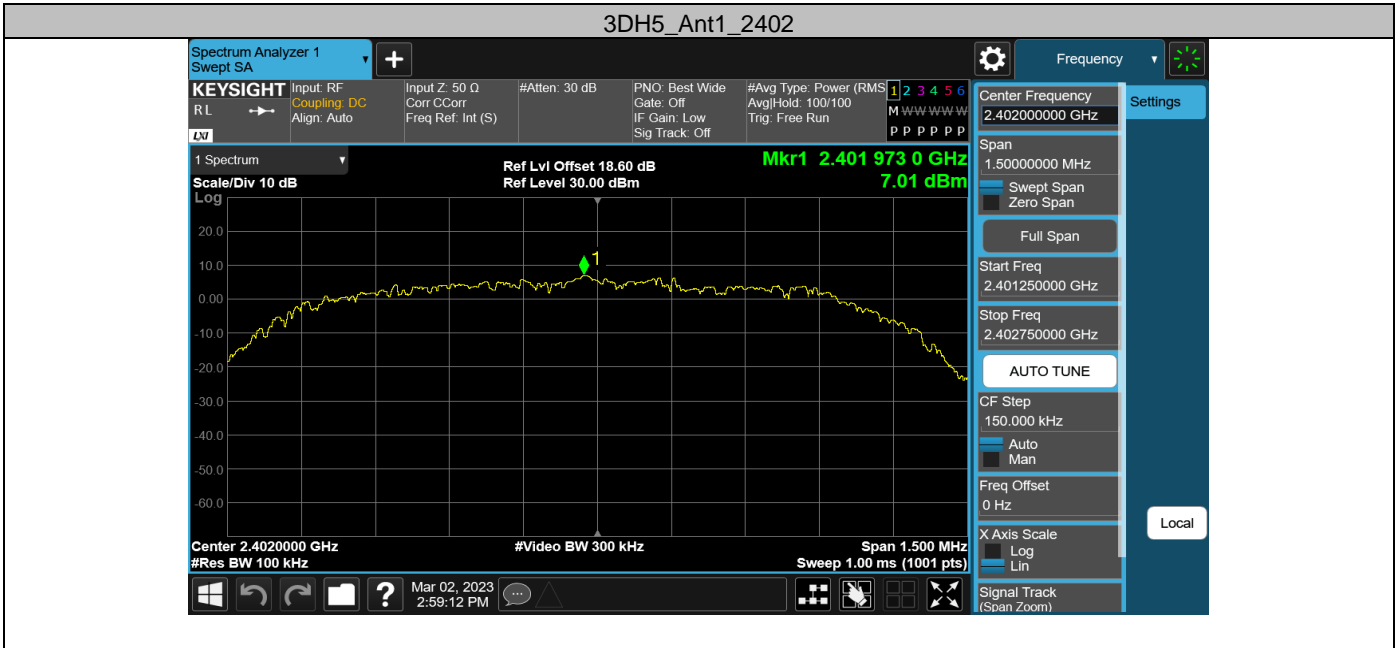 3DH5_Ant1_2402
Spectrum Analyzer 1
Swept SA
Frequency
KEYSIGHT
R L
LXI
Input: RF
Coupling: DC
Align: Auto
Input Z: 50 Ω
Corr CCorr
Freq Ref: Int (S)
#Atten: 30 dB
PNO: Best Wide
Gate: Off
IF Gain: Low
Sig Track: Off
#Avg Type: Power (RMS
Avg|Hold: 100/100
Trig: Free Run
1 2 3 4 5 6
M W W W W W
P P P P P P
1 Spectrum
Scale/Div 10 dB
Log
Ref Lvl Offset 18.60 dB
Ref Level 30.00 dBm
Mkr1 2.401 973 0 GHz
7.01 dBm
20.0
10.0
0.00
-10.0
-20.0
-30.0
-40.0
-50.0
-60.0
1
Center 2.4020000 GHz
#Res BW 100 kHz
#Video BW 300 kHz
Span 1.500 MHz
Sweep 1.00 ms (1001 pts)
Mar 02, 2023
2:59:12 PM
?
Center Frequency
2.402000000 GHz
Span
1.50000000 MHz
Swept Span
Zero Span
Full Span
Start Freq
2.401250000 GHz
Stop Freq
2.402750000 GHz
AUTO TUNE
CF Step
150.000 kHz
Auto
Man
Freq Offset
0 Hz
X Axis Scale
Log
Lin
Signal Track
(Span Zoom)
Settings
Local